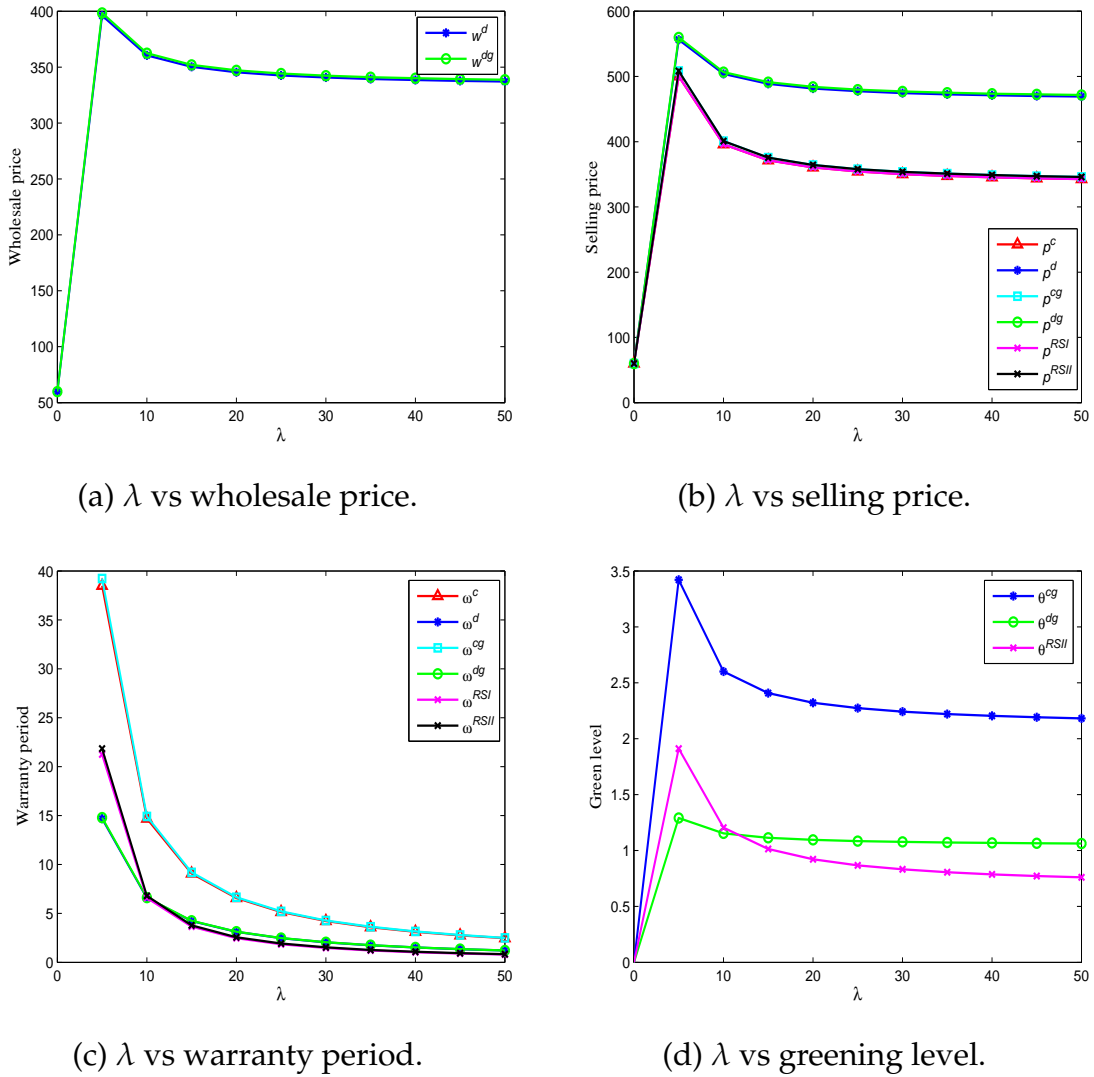 400
350
300
250
200
150
100
50
Wholesale price
0 10 20 30 40 50
λ
w^d
w^dg
(a) λ vs wholesale price.
600
500
400
300
200
100
0
Selling price
0 10 20 30 40 50
λ
p^c
p^d
p^cg
p^dg
p^RSI
p^RSII
(b) λ vs selling price.
40
35
30
25
20
15
10
5
0
Warranty period
0 10 20 30 40 50
λ
ω^c
ω^d
ω^cg
ω^dg
ω^RSI
ω^RSII
(c) λ vs warranty period.
3.5
3
2.5
2
1.5
1
0.5
0
Green level
0 10 20 30 40 50
λ
θ^cg
θ^dg
θ^RSII
(d) λ vs greening level.